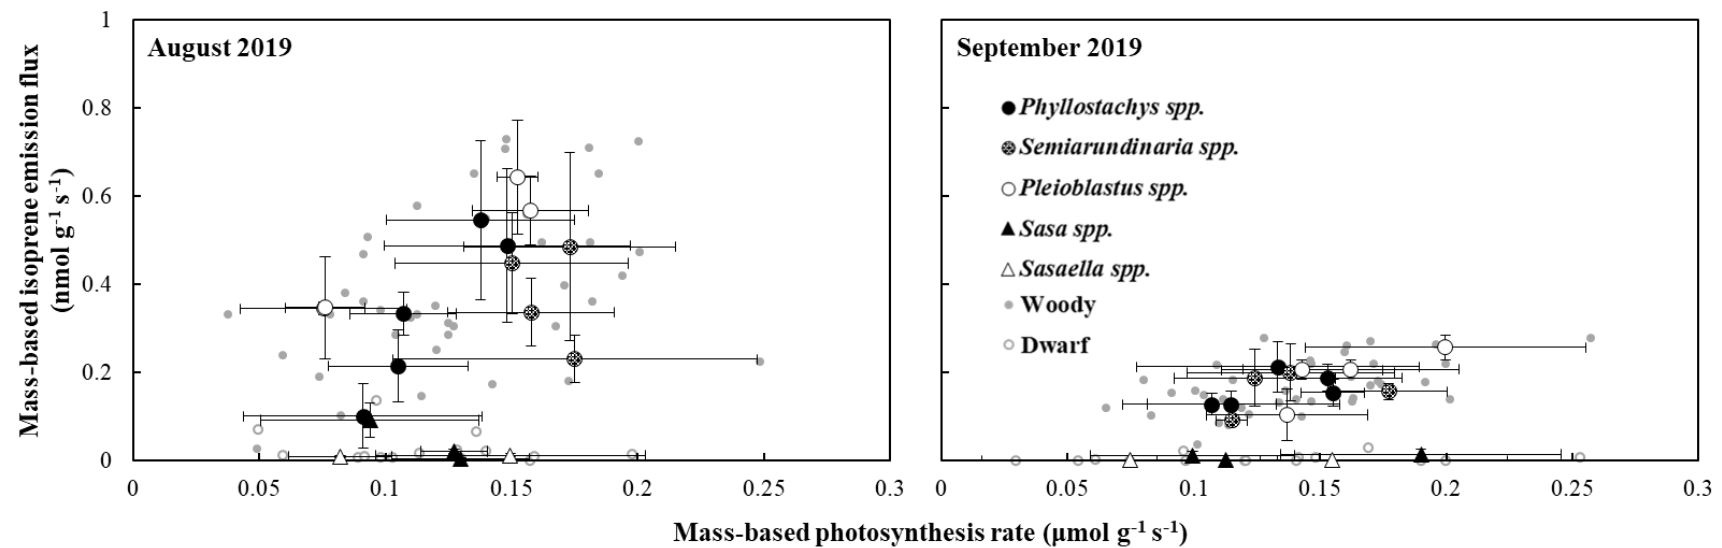 Mass-based isoprene emission flux
(nmol g⁻¹ s⁻¹)
1
0.8
0.6
0.4
0.2
0
August 2019
0
0.05
0.1
0.15
0.2
0.25
0.3
September 2019
Phyllostachys spp.
Semiarundinaria spp.
Pleioblastus spp.
Sasa spp.
Sasaella spp.
Woody
Dwarf
0
0.05
0.1
0.15
0.2
0.25
0.3
Mass-based photosynthesis rate (μmol g⁻¹ s⁻¹)